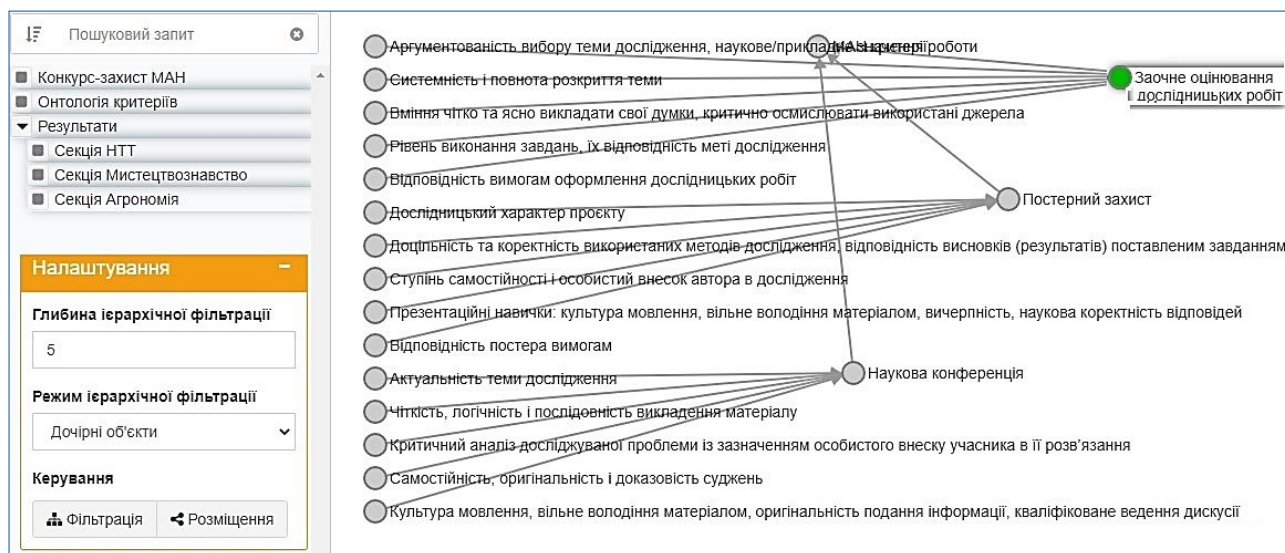 Пошуковий запит
Конкурс-захист МАН
Онтологія критеріїв
Результати
Секція НТТ
Секція Мистецтвознавство
Секція Агрономія
Налаштування
Глибина ієрархічної фільтрації
5
Режим ієрархічної фільтрації
Дочірні об'єкти
Керування
Фільтрація
Розміщення
Аргументованість вибору теми дослідження, наукове/прикладне значення роботи
МАН критерії
Заочне оцінювання
дослідницьких робіт
Системність і повнота розкриття теми
Вміння чітко та ясно викладати свої думки, критично осмислювати використані джерела
Рівень виконання завдань, їх відповідність меті дослідження
Відповідність вимогам оформлення дослідницьких робіт
Постерний захист
Дослідницький характер проєкту
Доцільність та коректність використаних методів дослідження, відповідність висновків (результатів) поставленим завданням
Ступінь самостійності і особистий внесок автора в дослідження
Презентаційні навички: культура мовлення, вільне володіння матеріалом, вичерпність, наукова коректність відповідей
Відповідність постера вимогам
Наукова конференція
Актуальність теми дослідження
Чіткість, логічність і послідовність викладення матеріалу
Критичний аналіз досліджуваної проблеми із зазначенням особистого внеску учасника в її розв'язання
Самостійність, оригінальність і доказовість суджень
Культура мовлення, вільне володіння матеріалом, оригінальність подання інформації, кваліфіковане ведення дискусії